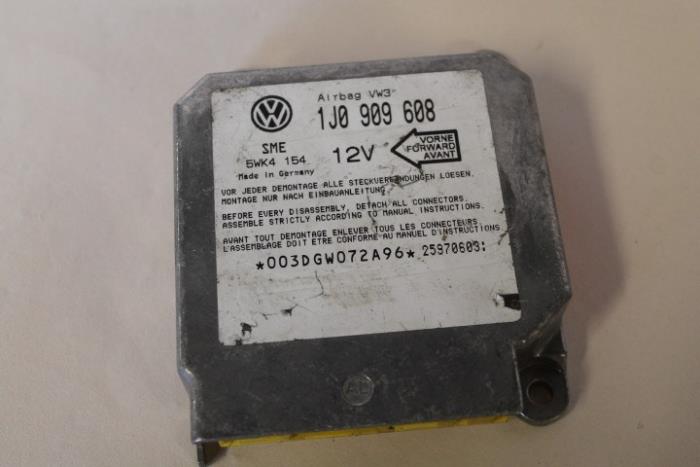 Airbag VW3
1J0 909 608
SME
5WK4 154
Made in Germany
12V
VORNE
FORWARD
AVANT
VOR JEDER DEMONTAGE ALLE STECKVERBINDUNGEN LOESEN.
MONTAGE NUR NACH EINBAUANLEITUNG
BEFORE EVERY DISASSEMBLY, DETACH ALL CONNECTORS.
ASSEMBLE STRICTLY ACCORDING TO MANUAL INSTRUCTIONS.
AVANT TOUT DEMONTAGE ENLEVER TOUS LES CONNECTEURS.
L'ASSEMBLAGE DOIT ETRE CONFORME AU MANUEL D'INSTRUCTIONS
*003DGW072A96* 25970603:
AL